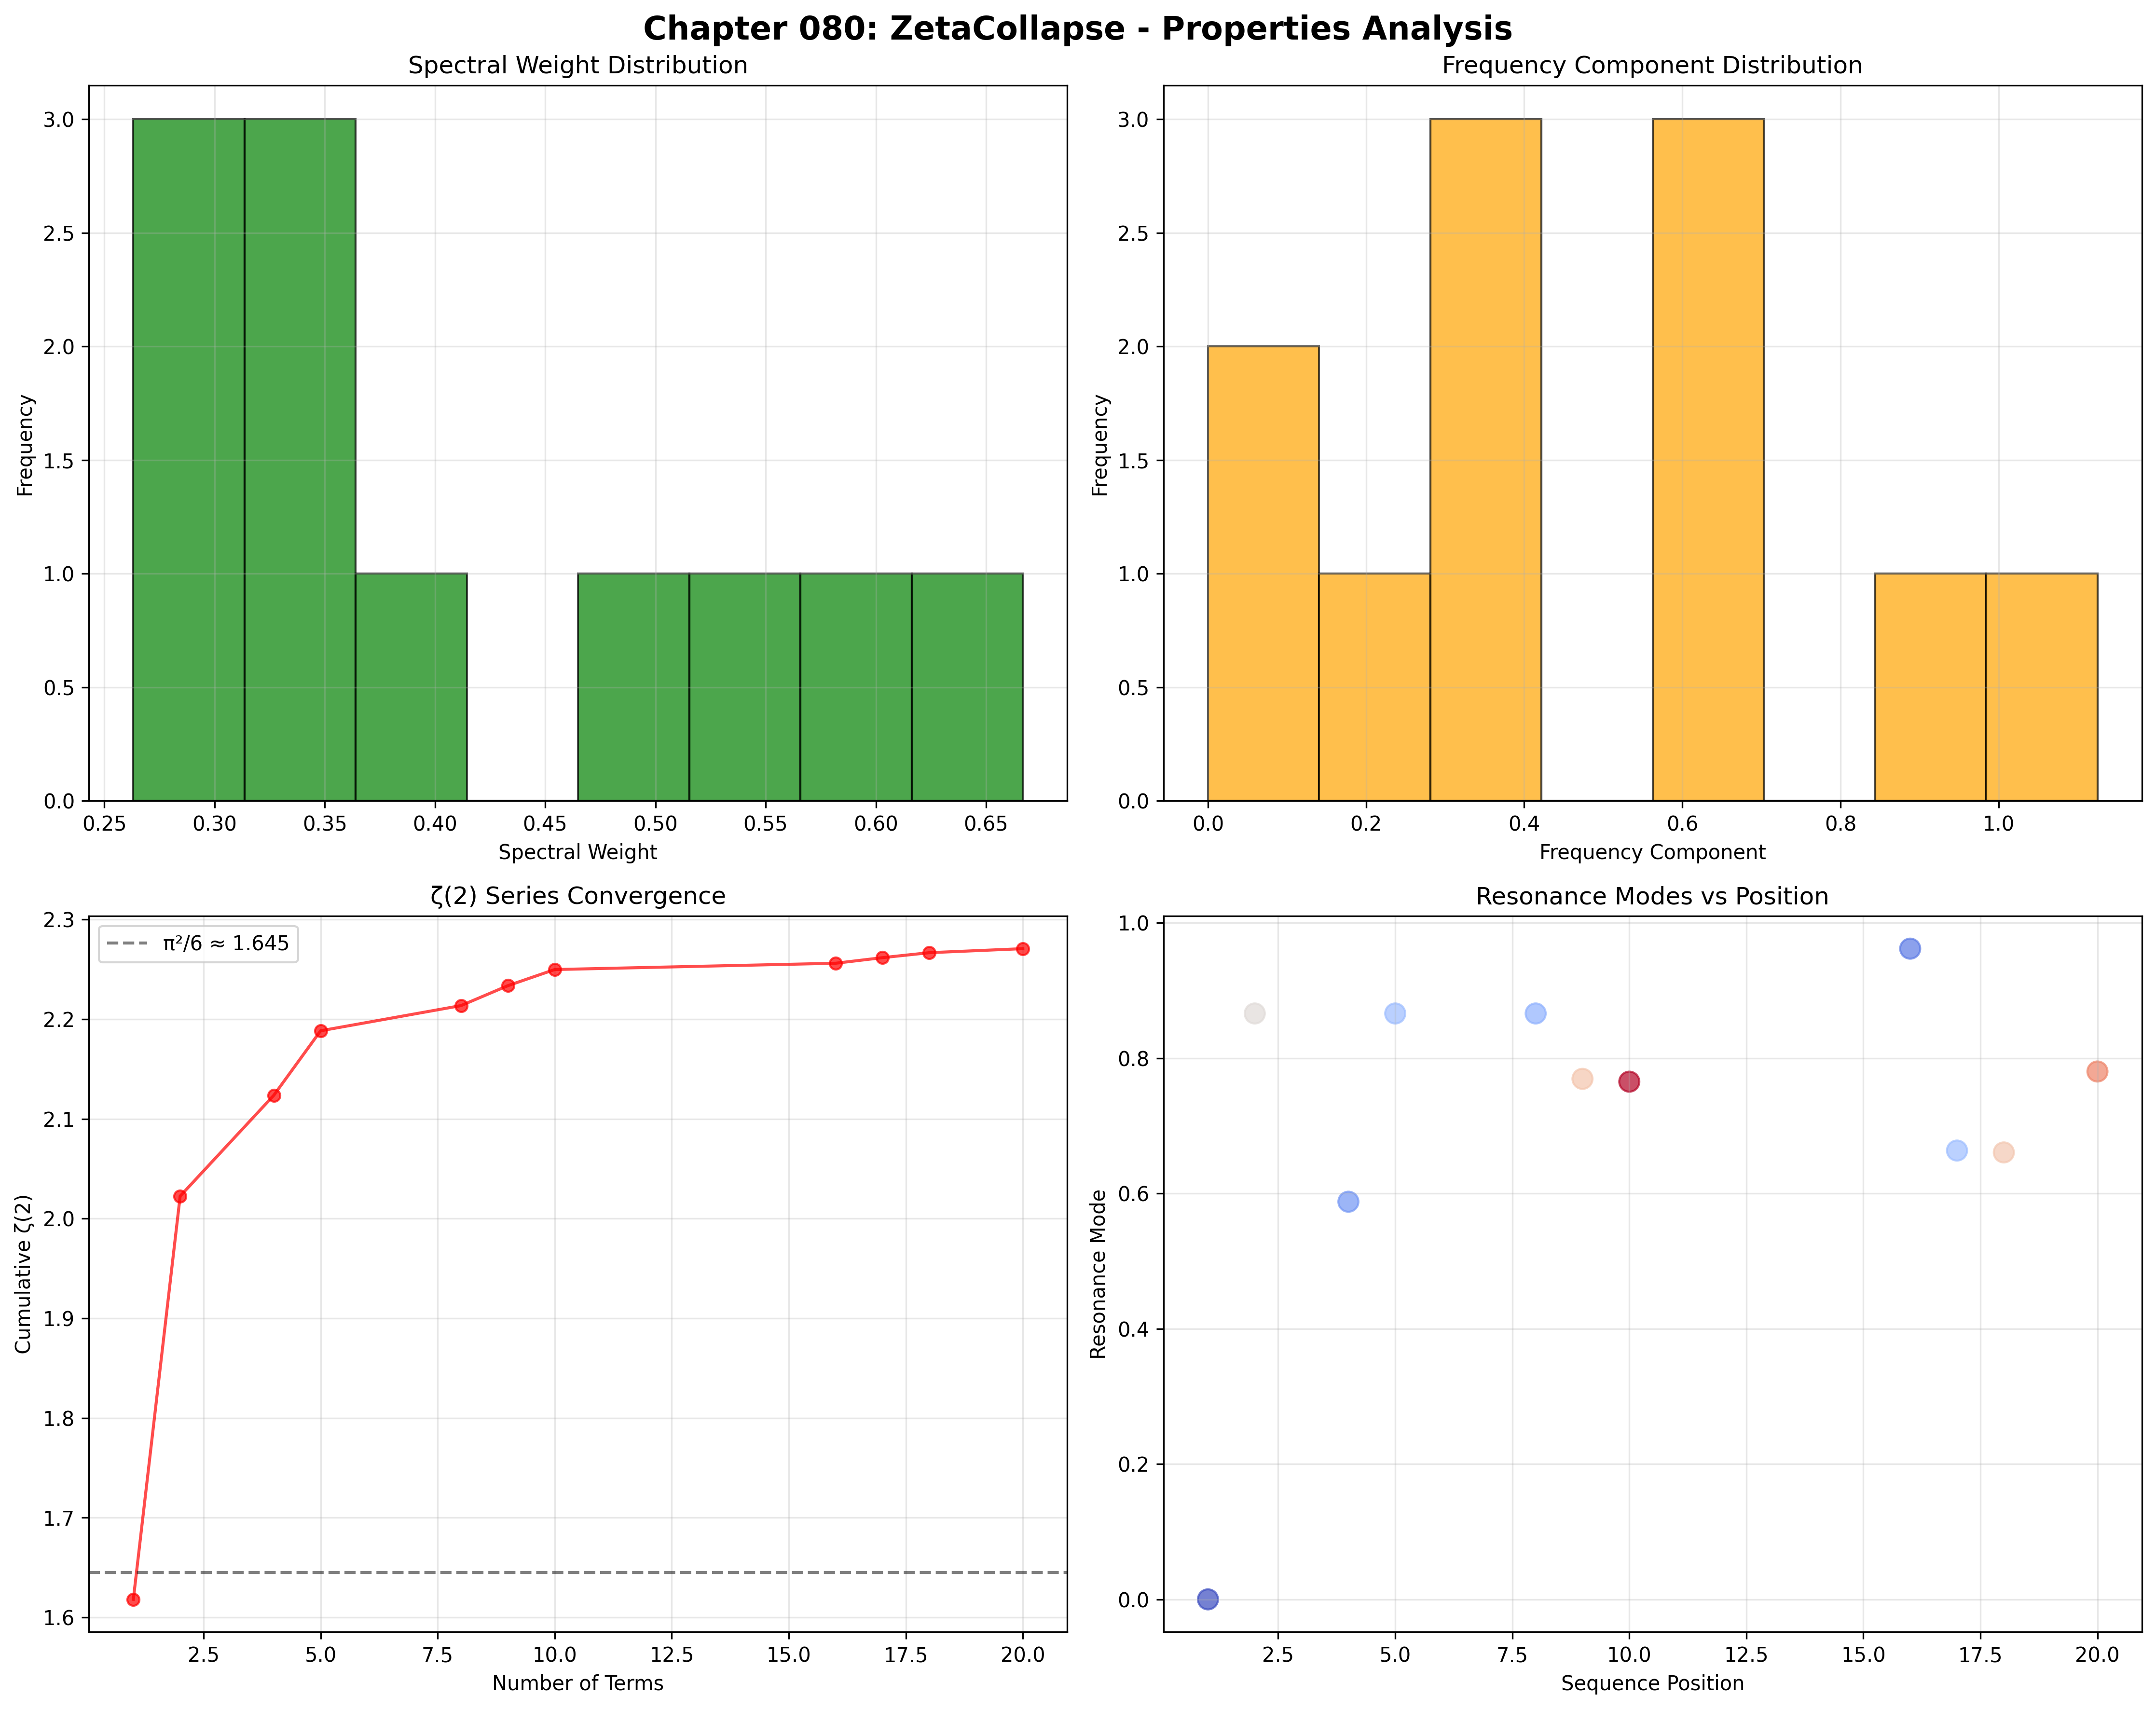 Chapter 080: ZetaCollapse - Properties Analysis
Spectral Weight Distribution
Frequency
3.0
2.5
2.0
1.5
1.0
0.5
0.0
0.25 0.30 0.35 0.40 0.45 0.50 0.55 0.60 0.65
Spectral Weight
Frequency Component Distribution
Frequency
3.0
2.5
2.0
1.5
1.0
0.5
0.0
0.0 0.2 0.4 0.6 0.8 1.0
Frequency Component
ζ(2) Series Convergence
π²/6 ≈ 1.645
Cumulative ζ(2)
2.3
2.2
2.1
2.0
1.9
1.8
1.7
1.6
2.5 5.0 7.5 10.0 12.5 15.0 17.5 20.0
Number of Terms
Resonance Modes vs Position
Resonance Mode
1.0
0.8
0.6
0.4
0.2
0.0
2.5 5.0 7.5 10.0 12.5 15.0 17.5 20.0
Sequence Position